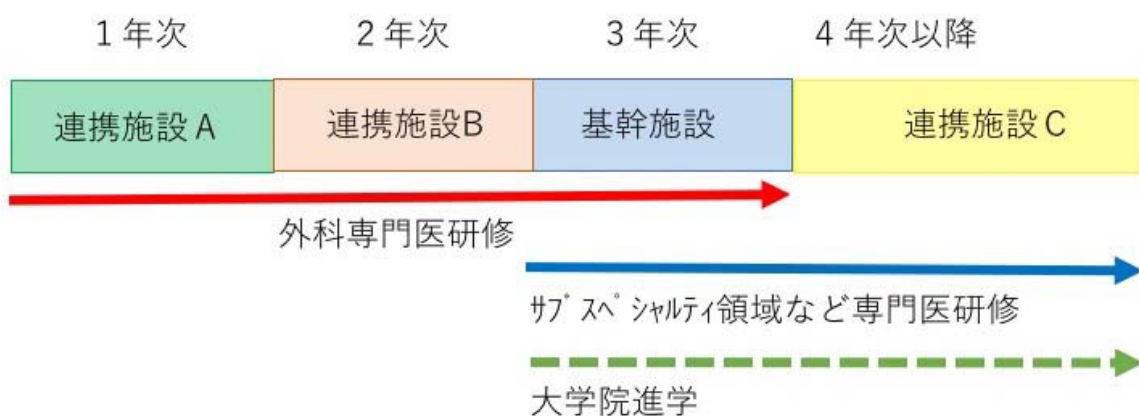 1年次 2年次 3年次 4年次以降
連携施設A 連携施設B 基幹施設 連携施設C
外科専門医研修
ｻﾌﾞｽﾍﾟｼｬﾙﾃｨ領域など専門医研修
大学院進学